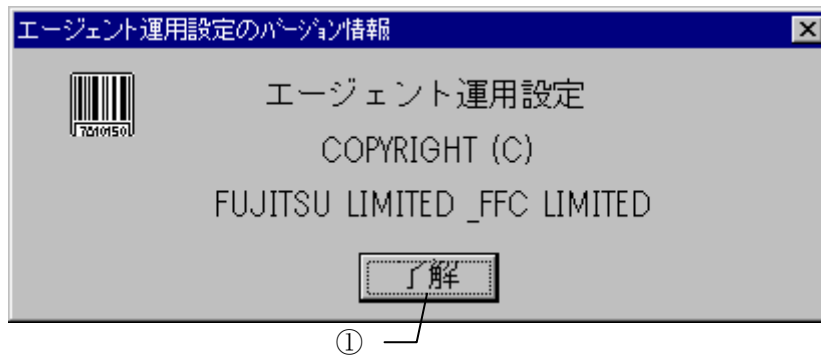 エージェント運用設定のバージョン情報
エージェント運用設定
7A10150
COPYRIGHT (C)
FUJITSU LIMITED _FFC LIMITED
了解
①